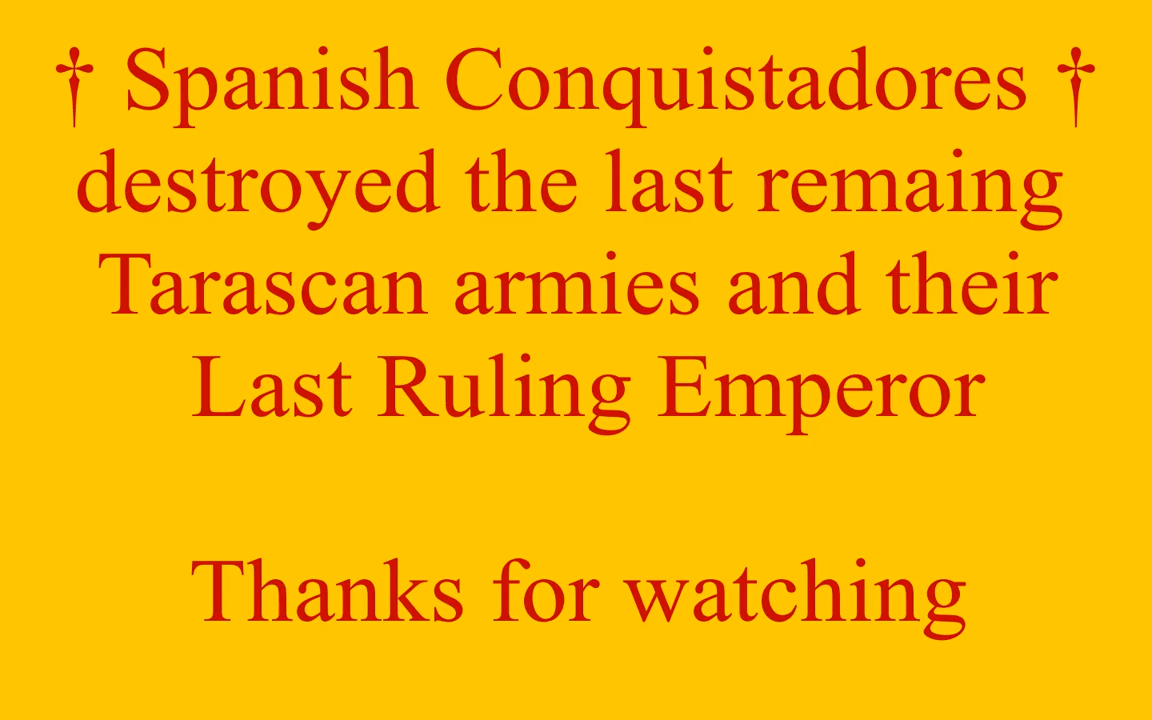 † Spanish Conquistadores †
destroyed the last remaing
Tarascan armies and their
Last Ruling Emperor
Thanks for watching